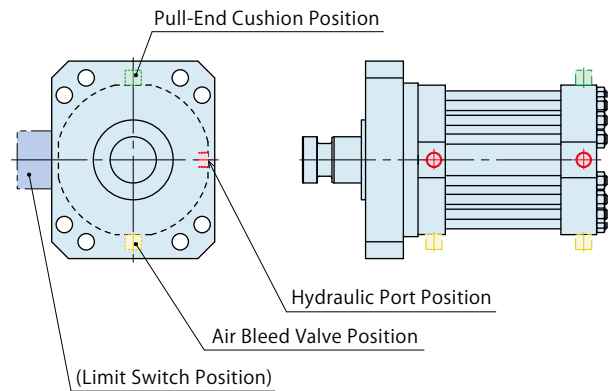 Pull-End Cushion Position
Hydraulic Port Position
Air Bleed Valve Position
(Limit Switch Position)